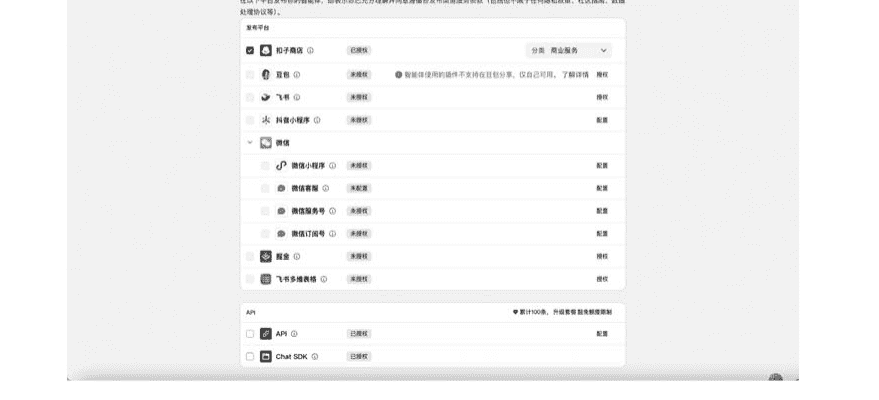 处理协议等)。
发布平台
扣子商店 已授权 分类 商业服务
豆包 未授权 智能体使用的插件不支持在豆包分享，仅自己可用。 了解详情 授权
飞书 未授权 授权
抖音小程序 未授权 配置
微信
微信小程序 未授权 配置
微信客服 未配置 配置
微信服务号 未授权 配置
微信订阅号 未授权 配置
掘金 未授权 授权
飞书多维表格 未授权 授权
API 累计100条，升级套餐 豁免额度限制
API 已授权 配置
Chat SDK 已授权